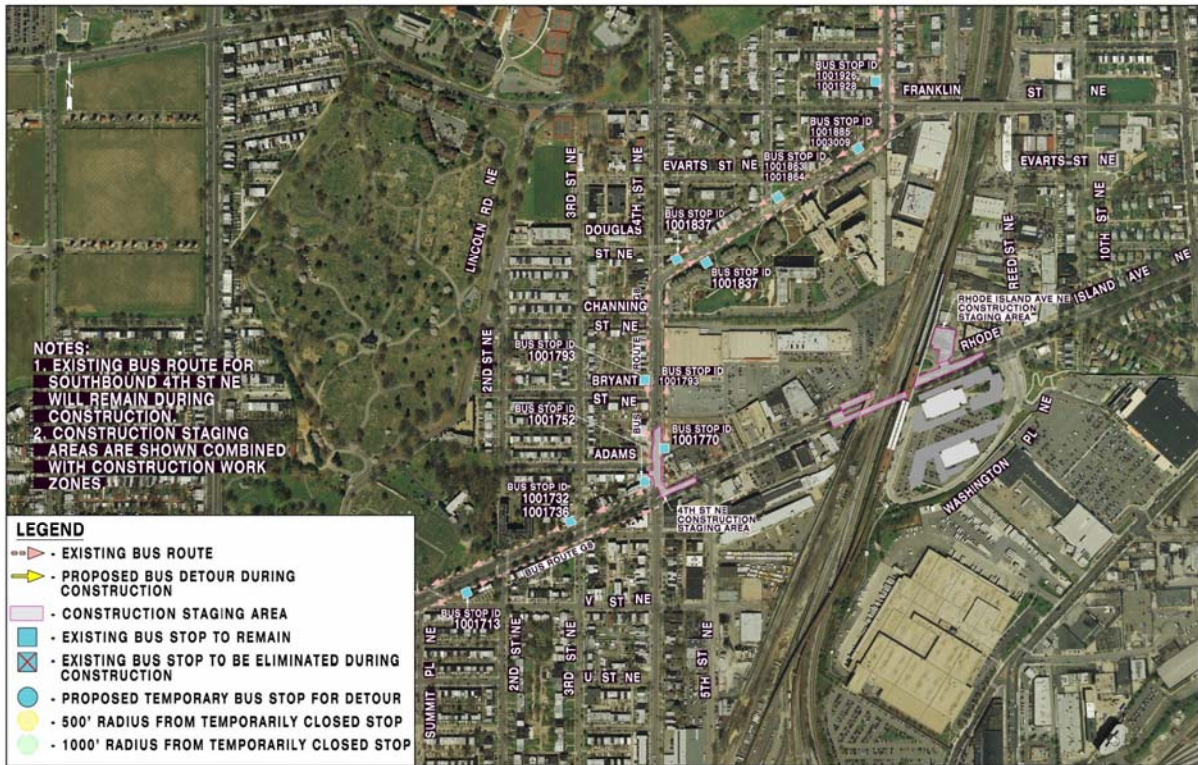 BUS STOP ID
1001926
1001928
FRANKLIN ST NE
BUS STOP ID
1001885
1003009
BUS STOP ID
1001863
1001864
EVARTS ST NE
EVARTS ST NE
3RD ST NE
4TH ST NE
LINCOLN RD NE
BUS STOP ID
1001837
DOUGLAS
ST NE
10TH ST NE
REED ST NE
BUS STOP ID
1001837
RHODE ISLAND AVE NE
CONSTRUCTION
STAGING AREA
RHODE ISLAND AVE NE
CHANNING
ST NE
BUS STOP ID
1001793
2ND ST NE
BUS ROUTE
BUS STOP ID
1001793
BRYANT
ST NE
BUS STOP ID
1001752
BUS STOP ID
1001770
ADAMS
WASHINGTON PL NE
NOTES:
1. EXISTING BUS ROUTE FOR
SOUTHBOUND 4TH ST NE
WILL REMAIN DURING
CONSTRUCTION.
2. CONSTRUCTION STAGING
AREAS ARE SHOWN COMBINED
WITH CONSTRUCTION WORK
ZONES.
BUS STOP ID
1001732
1001736
4TH ST NE
CONSTRUCTION
STAGING AREA
BUS ROUTE G8
BUS STOP ID
1001713
V ST NE
U ST NE
SUMMIT PL NE
2ND ST NE
3RD ST NE
5TH ST NE
LEGEND
- EXISTING BUS ROUTE
- PROPOSED BUS DETOUR DURING
CONSTRUCTION
- CONSTRUCTION STAGING AREA
- EXISTING BUS STOP TO REMAIN
- EXISTING BUS STOP TO BE ELIMINATED DURING
CONSTRUCTION
- PROPOSED TEMPORARY BUS STOP FOR DETOUR
- 500' RADIUS FROM TEMPORARILY CLOSED STOP
- 1000' RADIUS FROM TEMPORARILY CLOSED STOP